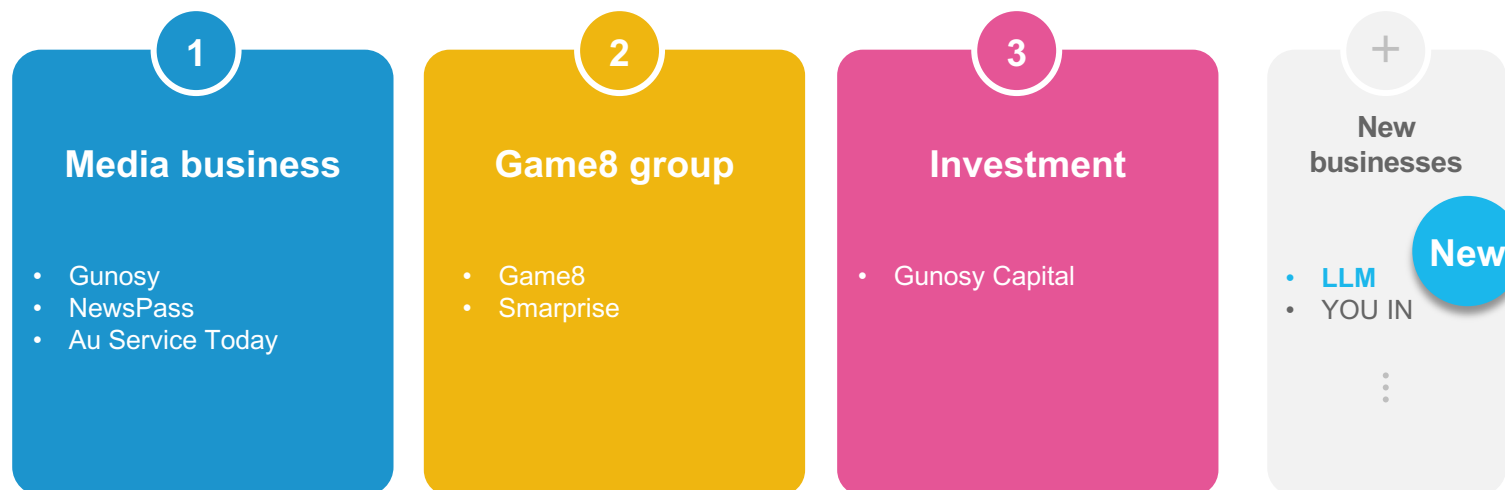 1
Media business
• Gunosy
• NewsPass
• Au Service Today
2
Game8 group
• Game8
• Smarprise
3
Investment
• Gunosy Capital
+
New
businesses
New
• LLM
• YOU IN
⋮